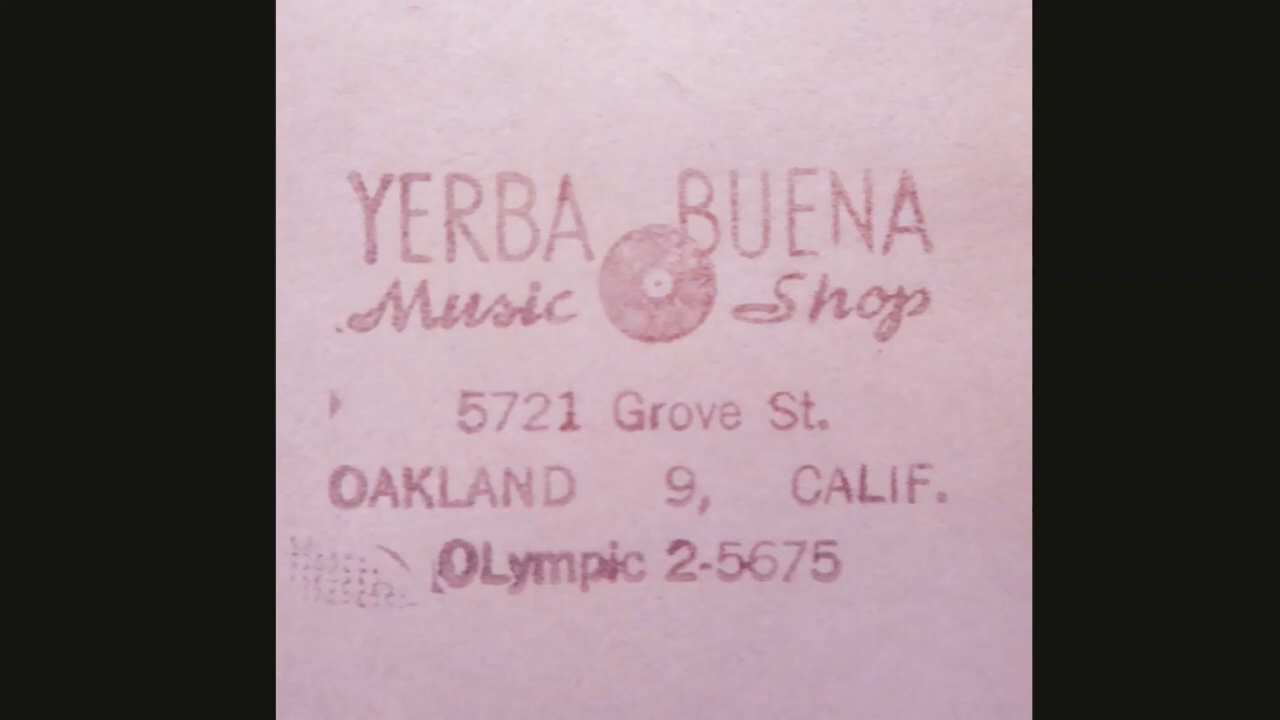 YERBA BUENA
Music Shop
5721 Grove St.
OAKLAND 9, CALIF.
OLympic 2-5675